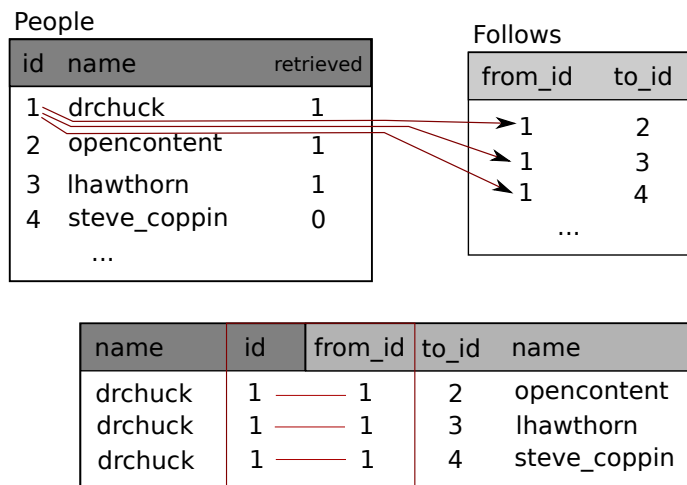 People
id name retrieved
1 drchuck 1
2 opencontent 1
3 lhawthorn 1
4 steve_coppin 0
...
Follows
from_id to_id
1 2
1 3
1 4
...
name id from_id to_id name
drchuck 1 1 2 opencontent
drchuck 1 1 3 lhawthorn
drchuck 1 1 4 steve_coppin